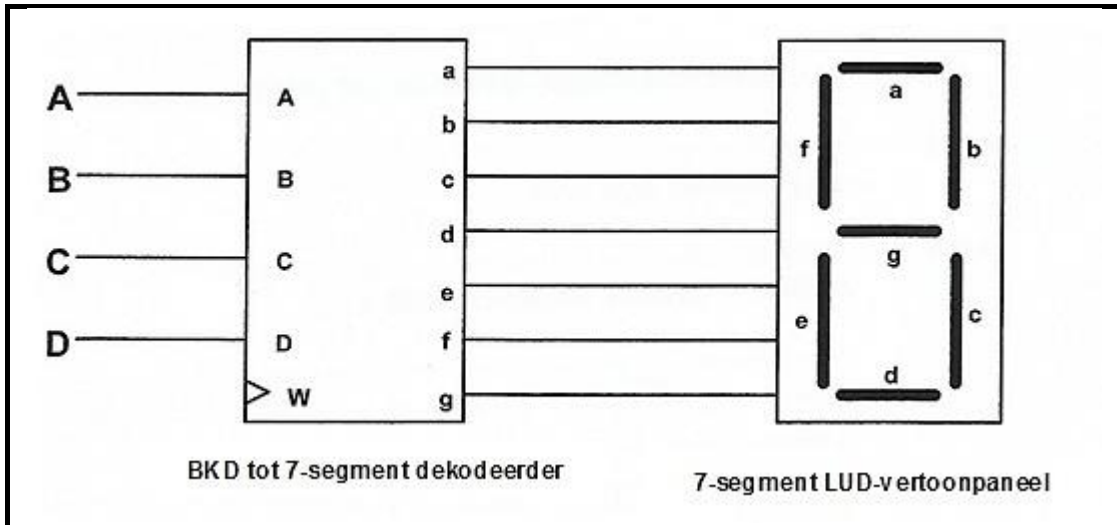 A A a a
b f b
B B c
d g
C C e
e c
D D f d
W g
BKD tot 7-segment dekodeerder
7-segment LUD-vertoonpaneel